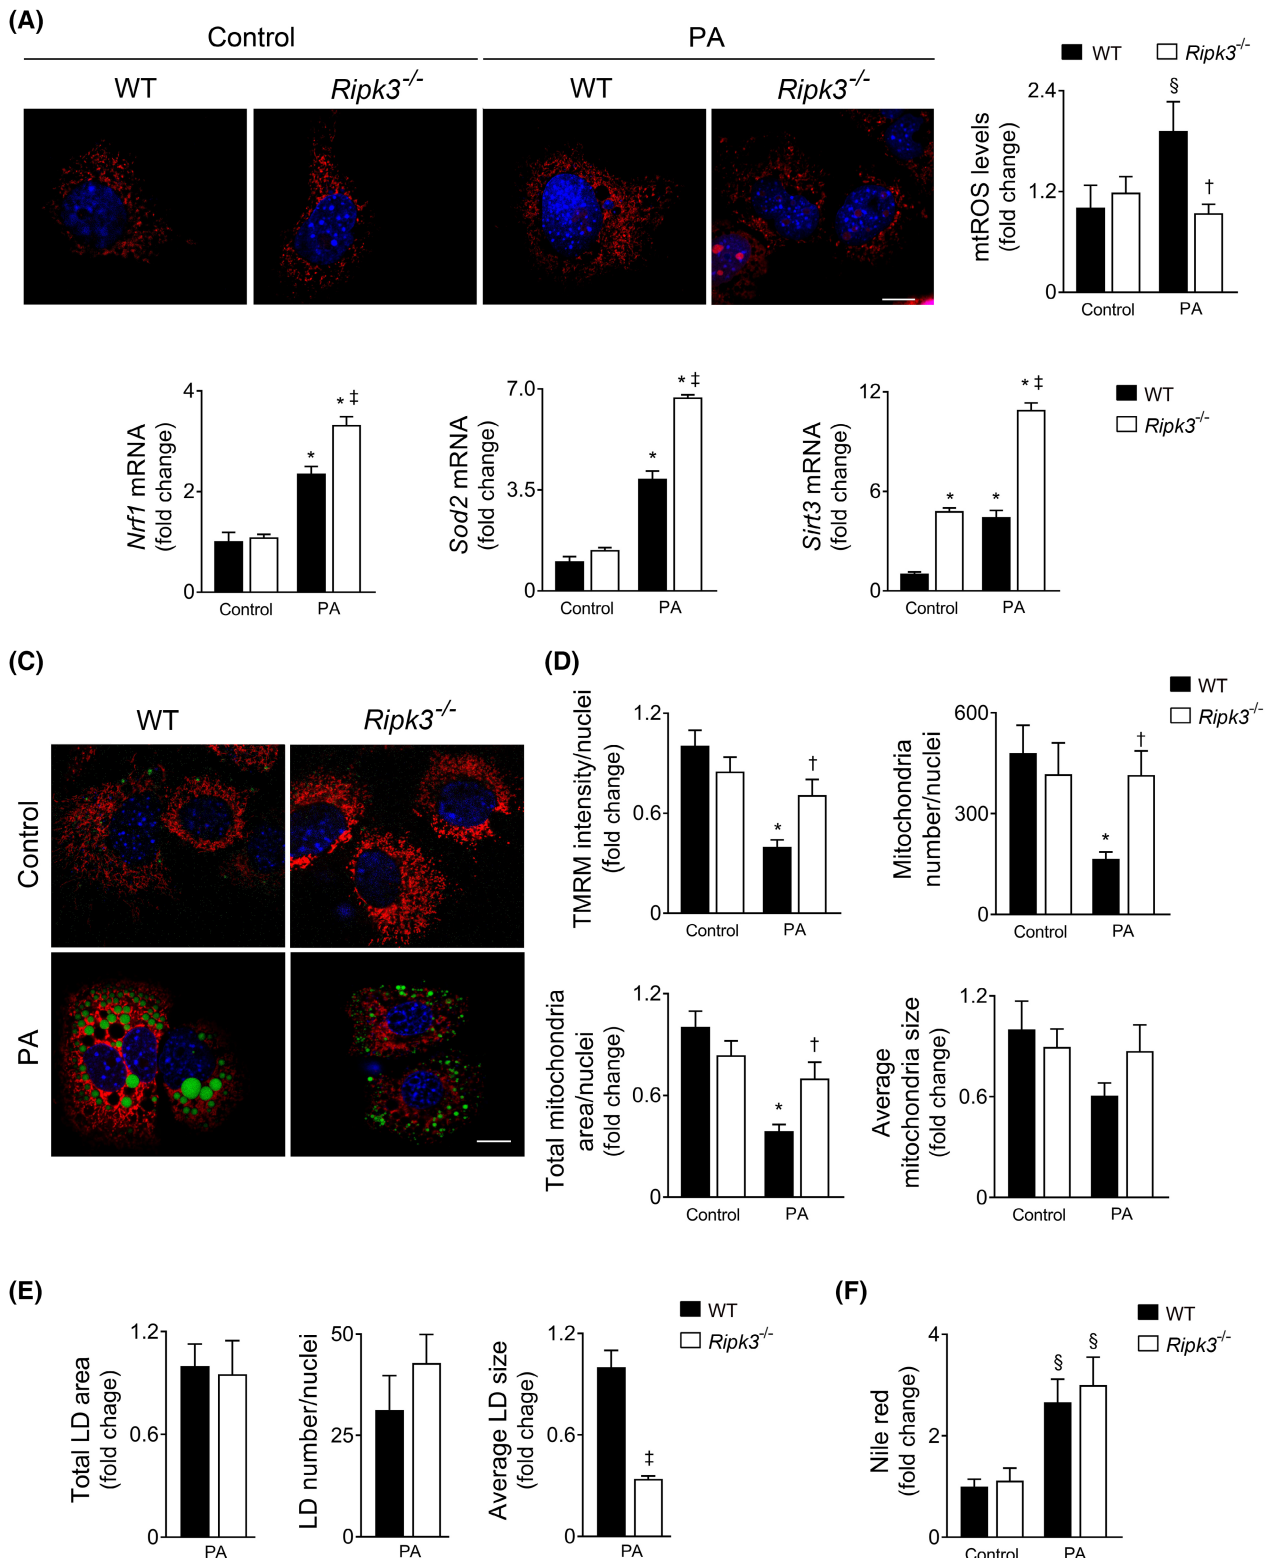 (A)
Control PA
WT Ripk3-/- WT Ripk3-/-
WT Ripk3-/-
mtROS levels
(fold change)
2.4
1.2
0
§
†
Control PA
Nrf1 mRNA
(fold change)
4
2
0
*
* ‡
Control PA
Sod2 mRNA
(fold change)
7.0
3.5
0
*
* ‡
Control PA
Sirt3 mRNA
(fold change)
12
6
0
*
*
* ‡
Control PA
WT
Ripk3-/-
(C)
WT Ripk3-/-
Control
PA
(D)
WT
Ripk3-/-
TMRM intensity/nuclei
(fold change)
1.2
0.6
0
*
†
Control PA
Mitochondria
number/nuclei
600
300
0
*
†
Control PA
Total mitochondria
area/nuclei
(fold change)
1.2
0.6
0
*
†
Control PA
Average
mitochondria size
(fold change)
1.2
0.6
0
Control PA
(E)
Total LD area
(fold chage)
1.2
0.6
0
PA
LD number/nuclei
50
25
0
PA
Average LD size
(fold change)
1.2
0.6
0
‡
PA
WT
Ripk3-/-
(F)
WT
Ripk3-/-
Nile red
(fold change)
4
2
0
§
§
Control PA